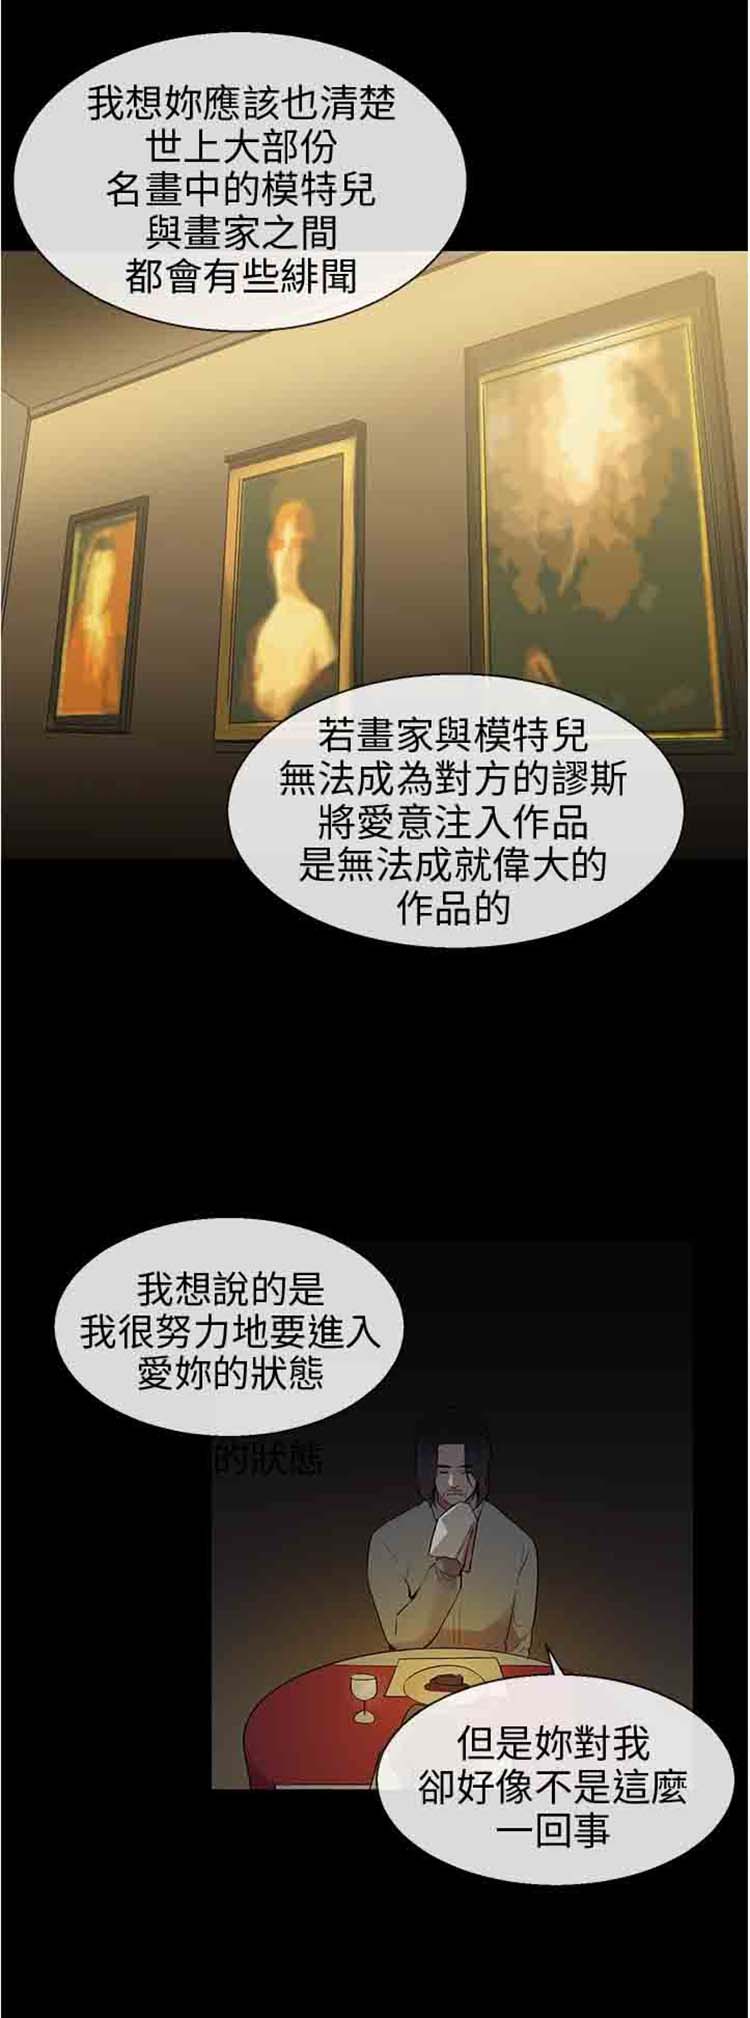 我想妳應該也清楚
世上大部份
名畫中的模特兒
與畫家之間
都會有些緋聞
若畫家與模特兒
無法成為對方的謬斯
將愛意注入作品
是無法成就偉大的
作品的
我想說的是
我很努力地要進入
愛妳的狀態
的狀態
但是妳對我
卻好像不是這麼
一回事